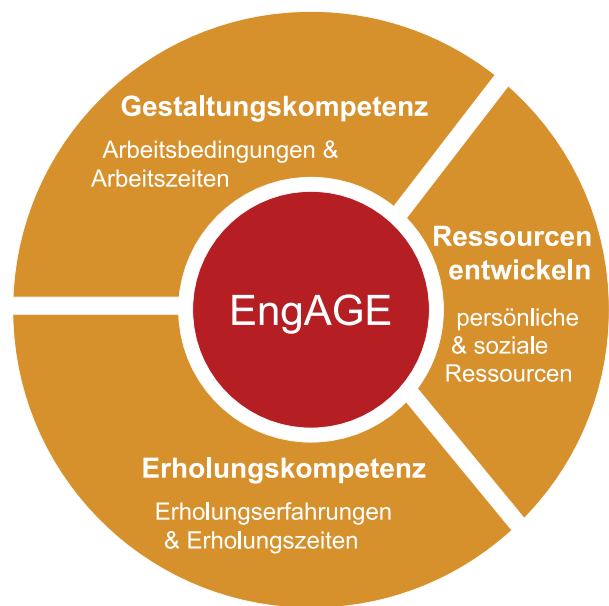 Gestaltungskompetenz
Arbeitsbedingungen &
Arbeitszeiten
Ressourcen
entwickeln
persönliche
& soziale
Ressourcen
EngAGE
Erholungskompetenz
Erholungserfahrungen
& Erholungszeiten